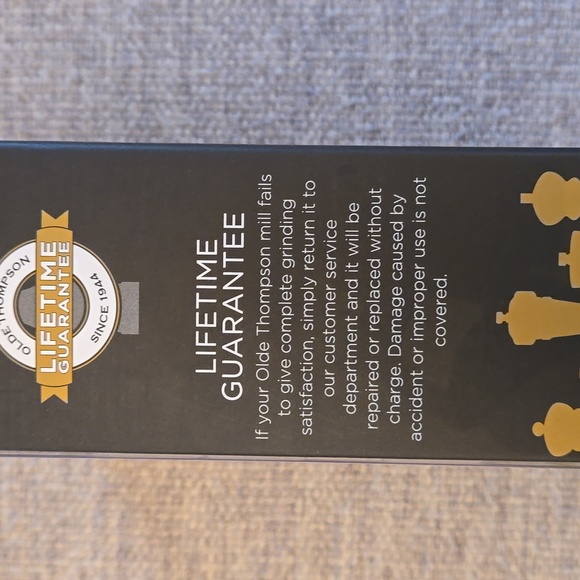 OLDE THOMPSON
LIFETIME
GUARANTEE
SINCE 1944
LIFETIME
GUARANTEE
If your Olde Thompson mill fails
to give complete grinding
satisfaction, simply return it to
our customer service
department and it will be
repaired or replaced without
charge. Damage caused by
accident or improper use is not
covered.